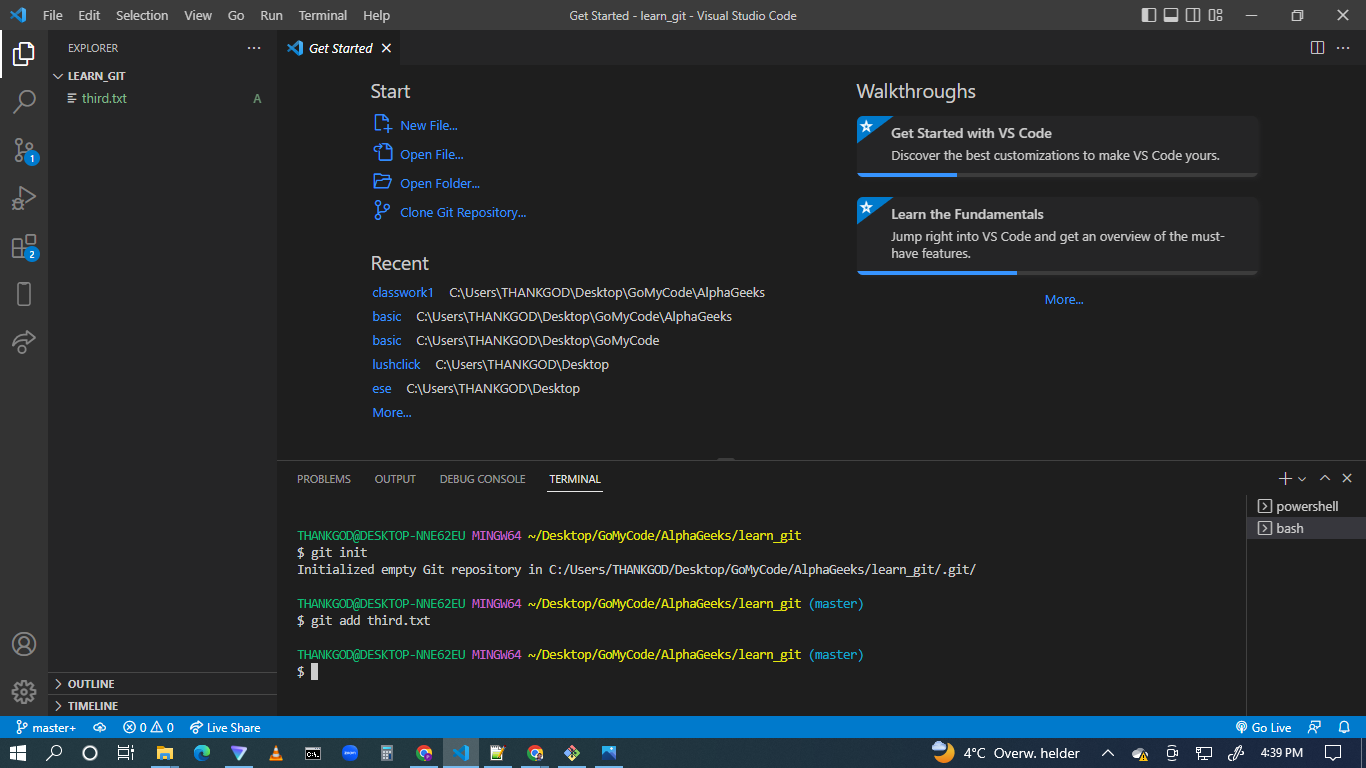 File Edit Selection View Go Run Terminal Help
Get Started - learn_git - Visual Studio Code
EXPLORER
LEARN_GIT
third.txt A
1
2
OUTLINE
TIMELINE
Get Started
Start
New File...
Open File...
Open Folder...
Clone Git Repository...
Recent
classwork1 C:\Users\THANKGOD\Desktop\GoMyCode\AlphaGeeks
basic C:\Users\THANKGOD\Desktop\GoMyCode\AlphaGeeks
basic C:\Users\THANKGOD\Desktop\GoMyCode
lushclick C:\Users\THANKGOD\Desktop
ese C:\Users\THANKGOD\Desktop
More...
Walkthroughs
Get Started with VS Code
Discover the best customizations to make VS Code yours.
Learn the Fundamentals
Jump right into VS Code and get an overview of the must-
have features.
More...
PROBLEMS OUTPUT DEBUG CONSOLE TERMINAL
powershell
bash
THANKGOD@DESKTOP-NNE62EU MINGW64 ~/Desktop/GoMyCode/AlphaGeeks/learn_git
$ git init
Initialized empty Git repository in C:/Users/THANKGOD/Desktop/GoMyCode/AlphaGeeks/learn_git/.git/
THANKGOD@DESKTOP-NNE62EU MINGW64 ~/Desktop/GoMyCode/AlphaGeeks/learn_git (master)
$ git add third.txt
THANKGOD@DESKTOP-NNE62EU MINGW64 ~/Desktop/GoMyCode/AlphaGeeks/learn_git (master)
$
master+ 0 0 Live Share Go Live
4°C Overw. helder 4:39 PM